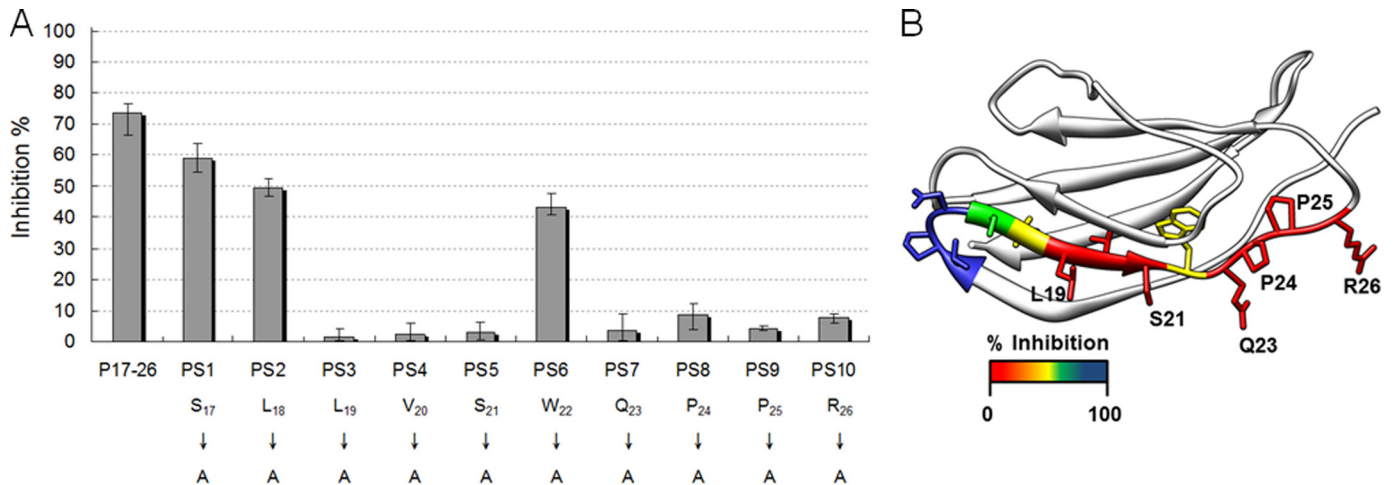 A
B
Inhibition %
100
90
80
70
60
50
40
30
20
10
0
P17-26 PS1 PS2 PS3 PS4 PS5 PS6 PS7 PS8 PS9 PS10
S17 L18 L19 V20 S21 W22 Q23 P24 P25 R26
↓ ↓ ↓ ↓ ↓ ↓ ↓ ↓ ↓ ↓
A A A A A A A A A A
P25
L19
P24
R26
S21
Q23
% Inhibition
0 100